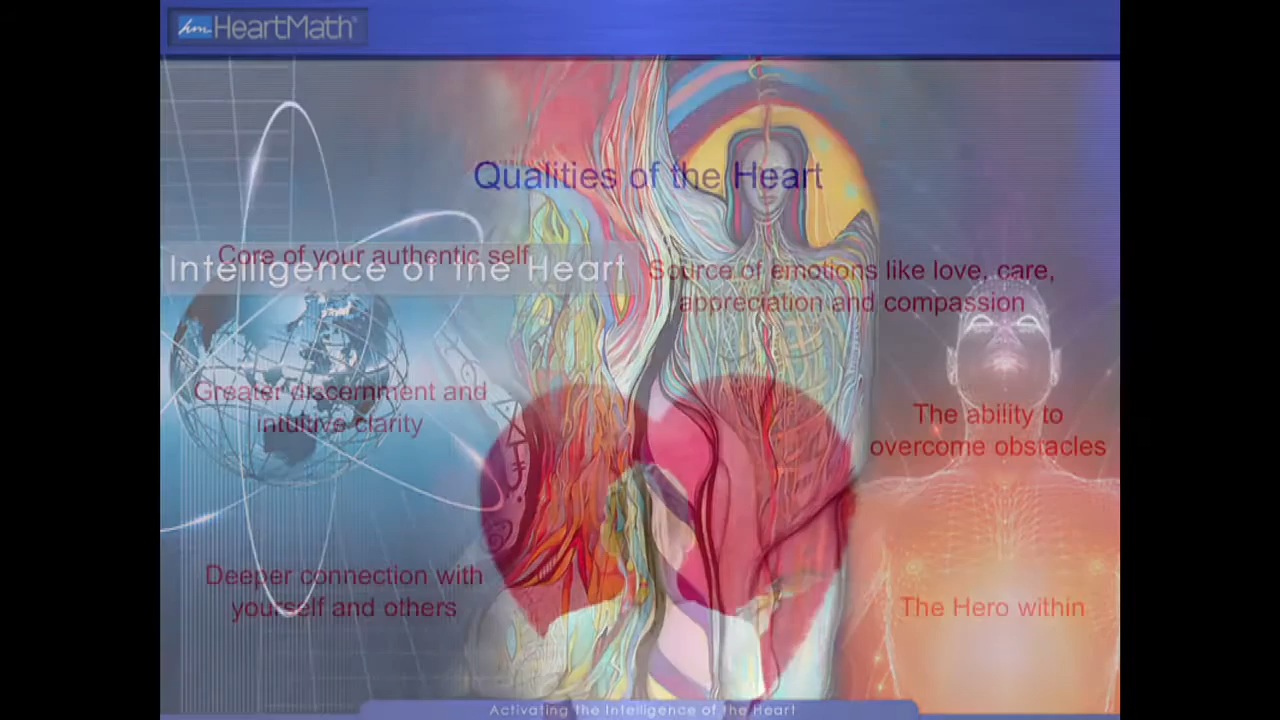 hm HeartMath®
Qualities of the Heart
Core of your authentic self
Intelligence of the Heart
Source of emotions like love, care,
appreciation and compassion
Greater discernment and
intuitive clarity
The ability to
overcome obstacles
Deeper connection with
yourself and others
The Hero within
Activating the Intelligence of the Heart